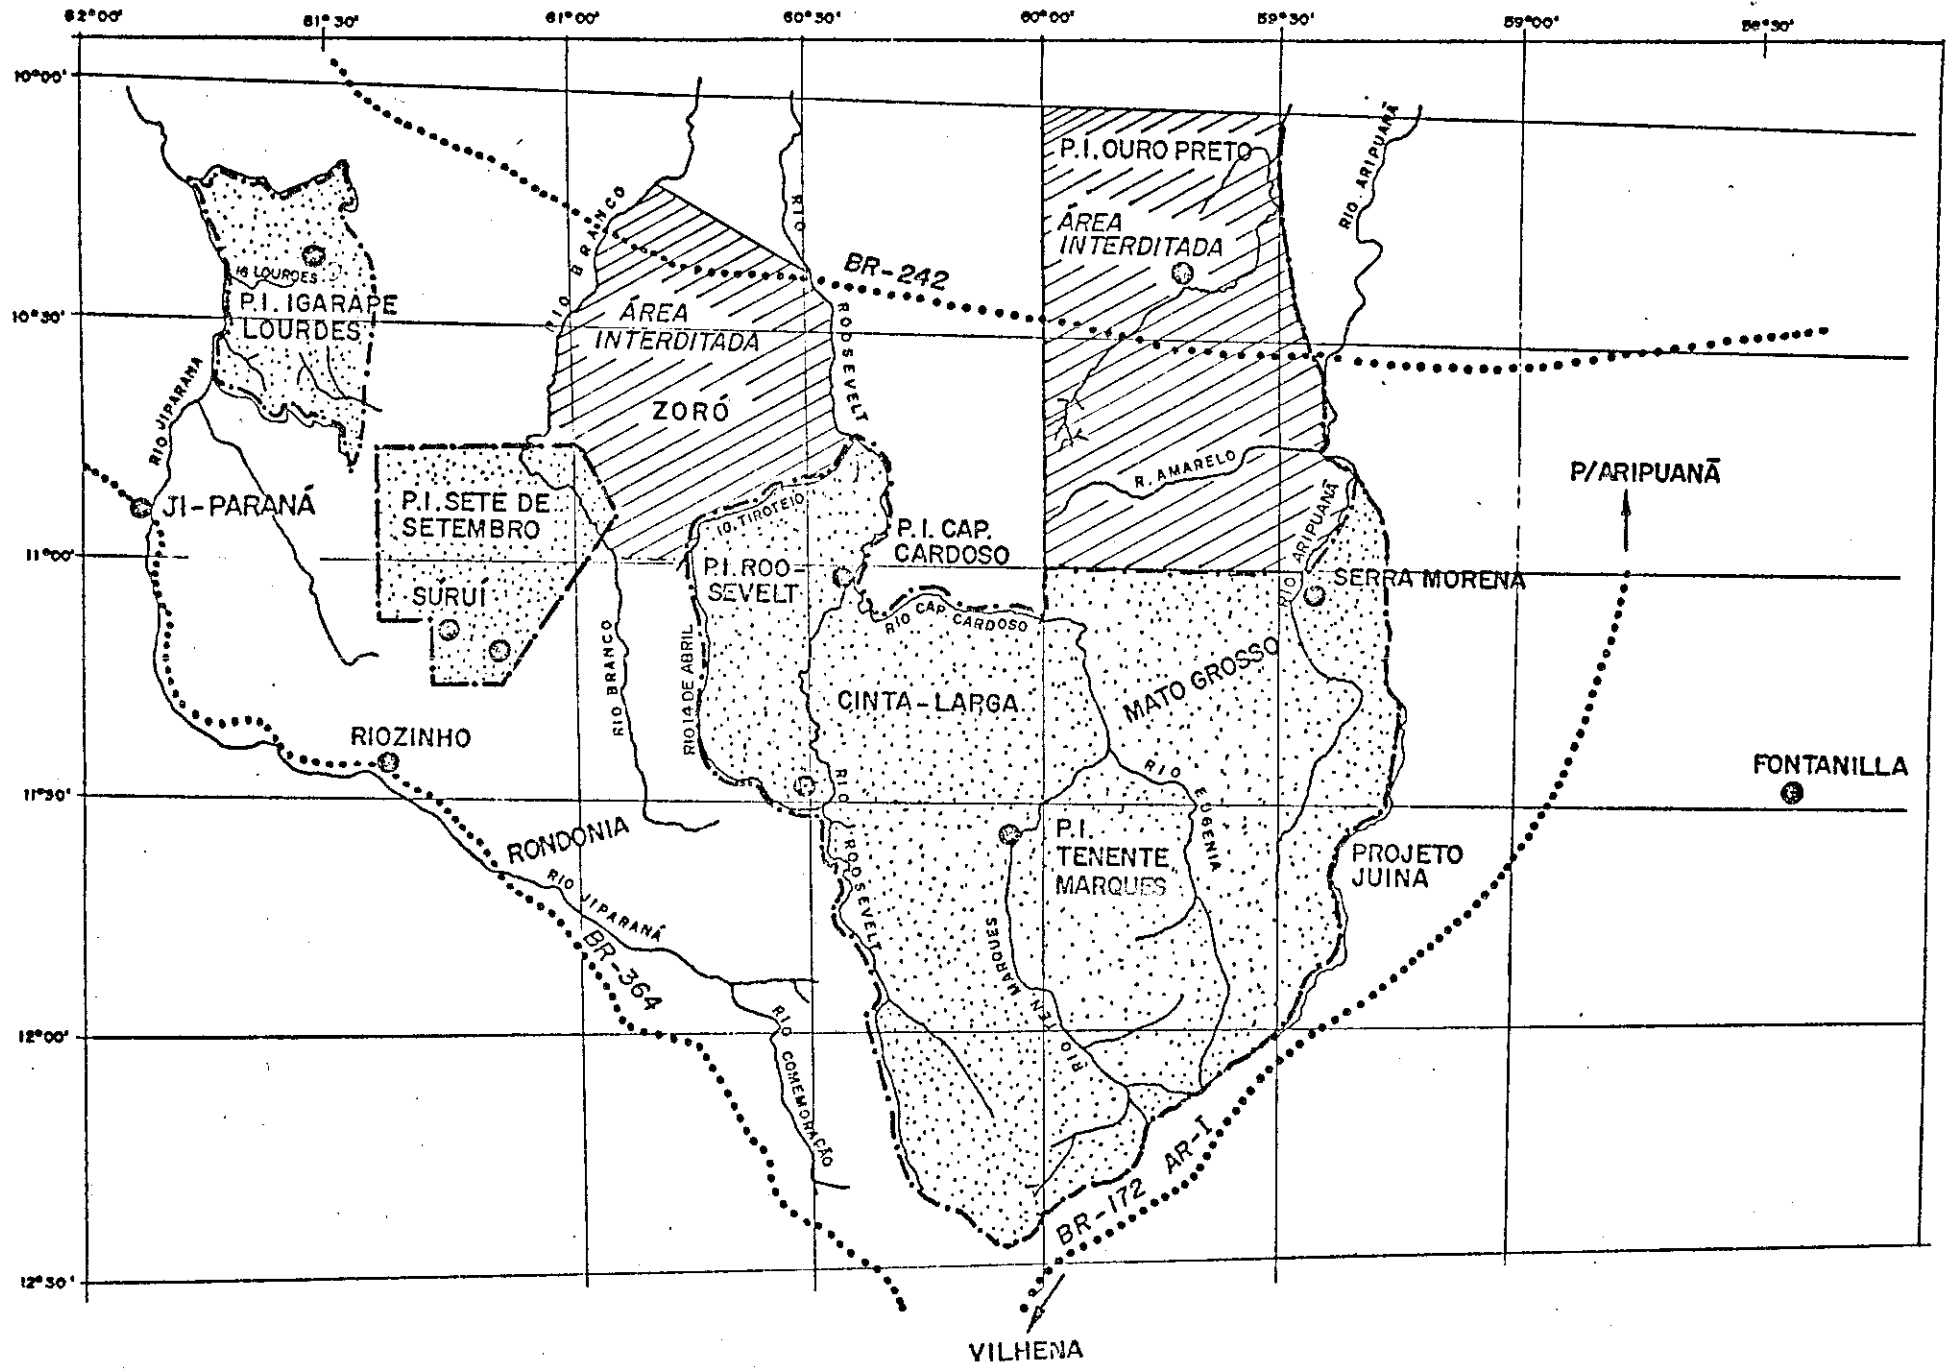 62°00'
61°30'
61°00'
60°30'
60°00'
59°30'
59°00'
58°30'
10°00'
10°30'
11°00'
11°30'
12°00'
12°30'
P.I. OURO PRETO
RIO ARIPUANÃ
ÁREA
INTERDITADA
RIO BRANCO
RIO
ROOSEVELT
BR-242
IG LOURDES
P.I. IGARAPE
LOURDES
ÁREA
INTERDITADA
ZORÓ
RIO JIPARANÁ
JI-PARANÁ
P.I. SETE DE
SETEMBRO
SURUÍ
IG. TIROTEIO
P.I. ROO-
SEVELT
P.I. CAP.
CARDOSO
R. AMARELO
P/ARIPUANÃ
RIO ARIPUANÃ
SERRA MORENA
RIO CAP. CARDOSO
RIO BRANCO
RIO 14 DE ABRIL
CINTA-LARGA
MATO GROSSO
RIOZINHO
RIO ROOSEVELT
RIO EUGENIA
FONTANILLA
RONDONIA
P.I.
TENENTE
MARQUES
PROJETO
JUINA
RIO JIPARANÁ
BR-364
RIO TEN MARQUES
RIO COMEMORAÇÃO
AR-I
BR-172
VILHENA